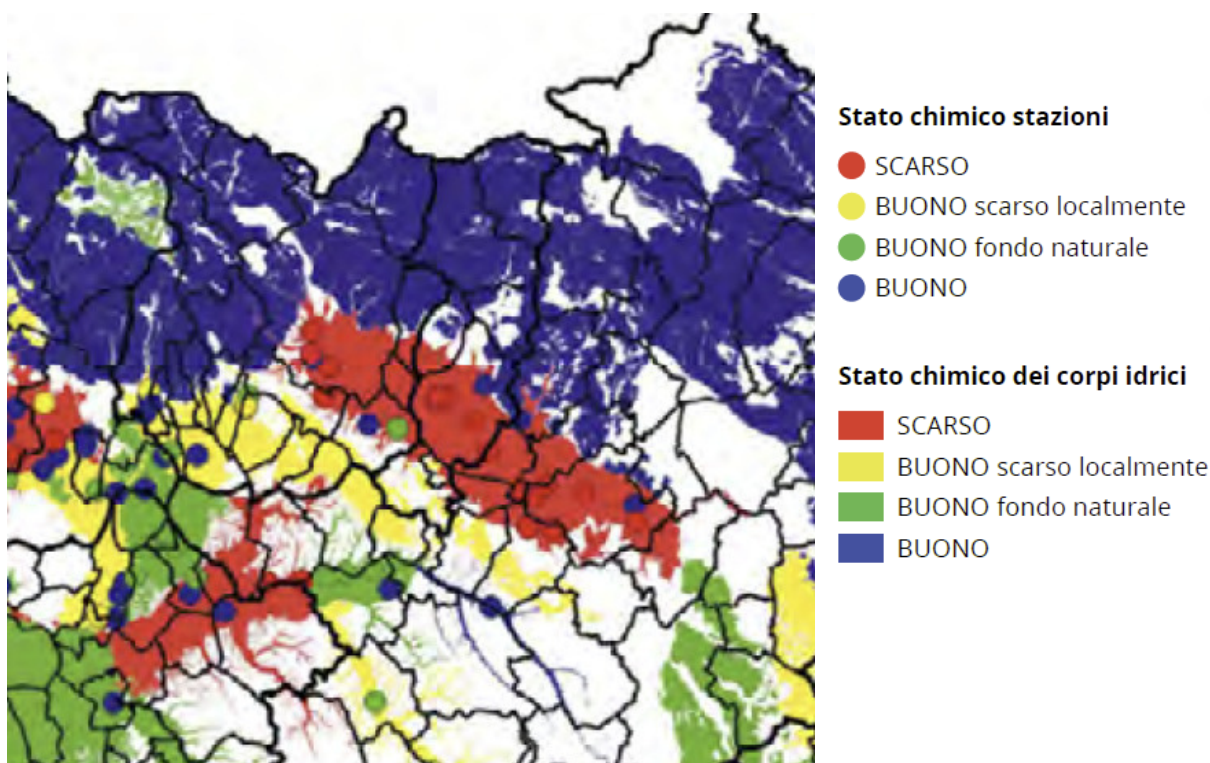 Stato chimico stazioni
SCARSO
BUONO scarso localmente
BUONO fondo naturale
BUONO
Stato chimico dei corpi idrici
SCARSO
BUONO scarso localmente
BUONO fondo naturale
BUONO